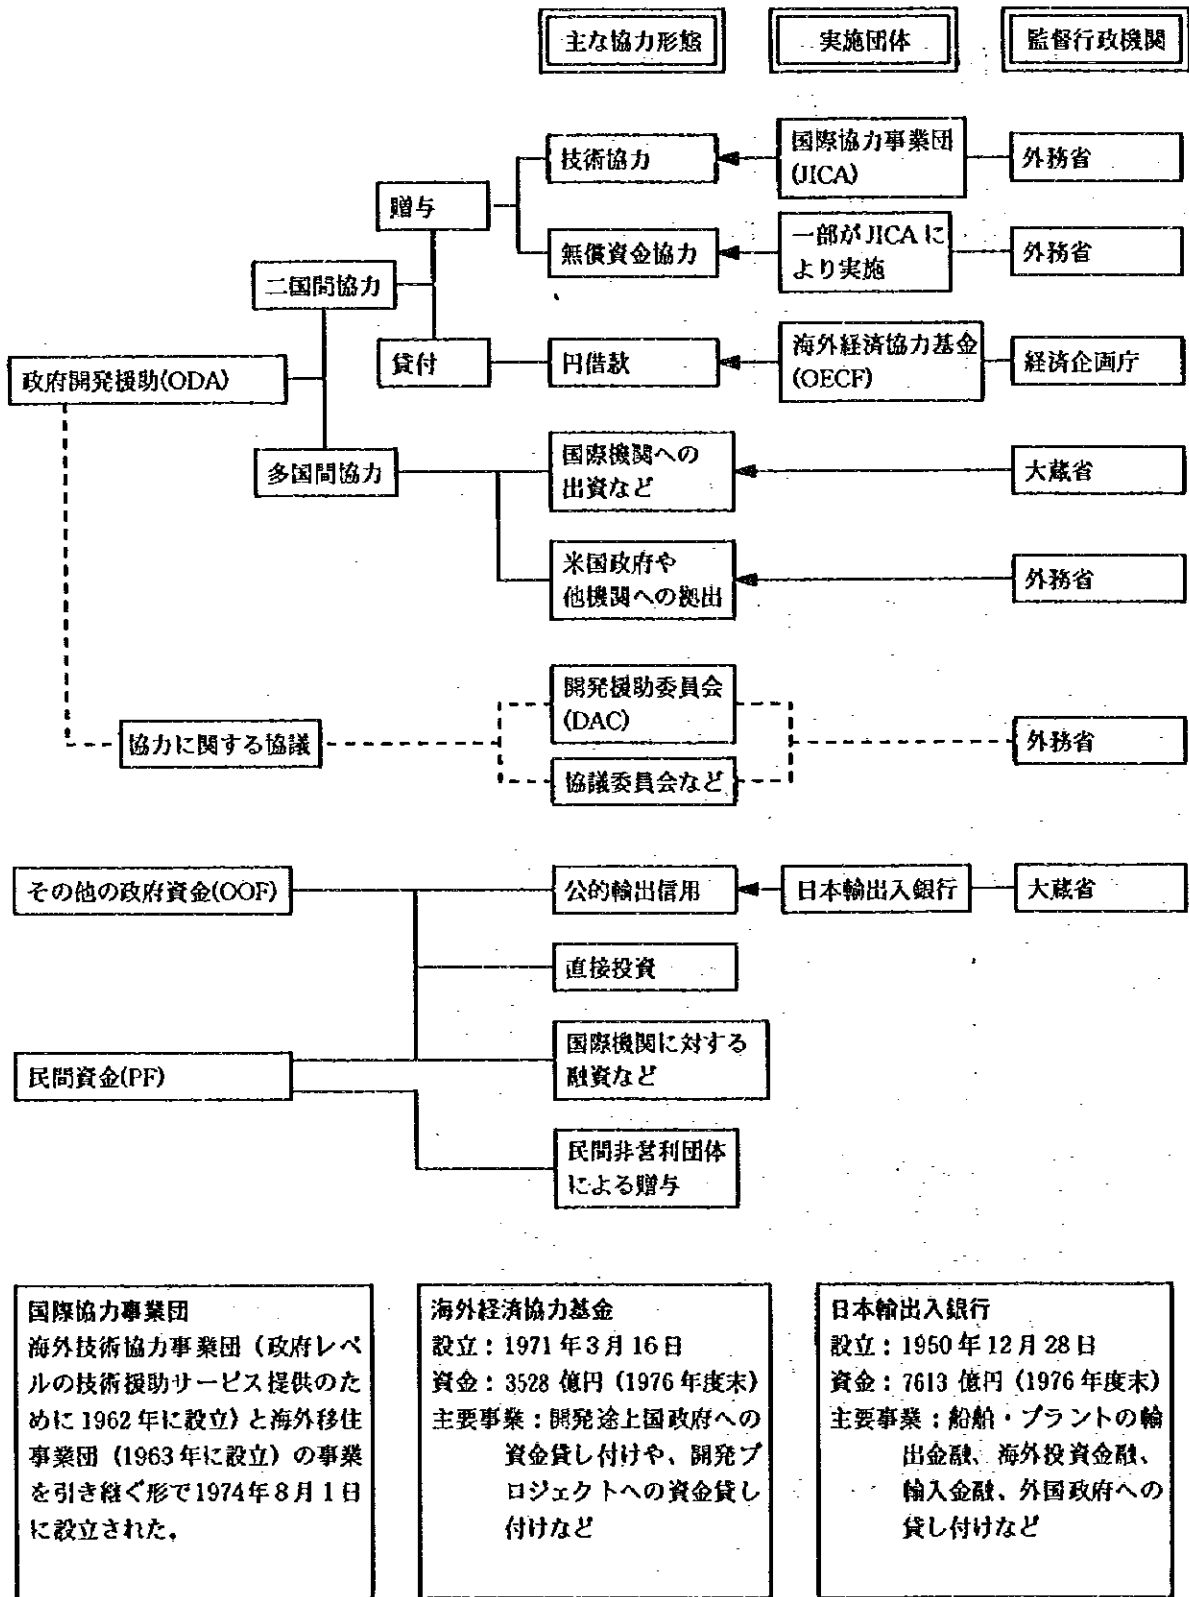 主な協力形態
実施団体
監督行政機関
技術協力
国際協力事業団
(JICA)
外務省
贈与
無償資金協力
一部がJICAに
より実施
外務省
二国間協力
貸付
円借款
海外経済協力基金
(OECF)
経済企画庁
政府開発援助(ODA)
多国間協力
国際機関への
出資など
大蔵省
米国政府や
他機関への拠出
外務省
開発援助委員会
(DAC)
協力に関する協議
外務省
協議委員会など
その他の政府資金(OOF)
公的輸出信用
日本輸出入銀行
大蔵省
直接投資
民間資金(PF)
国際機関に対する
融資など
民間非営利団体
による贈与
国際協力事業団
海外技術協力事業団（政府レベ
ルの技術援助サービス提供のた
めに1962年に設立）と海外移住
事業団（1963年に設立）の事業
を引き継ぐ形で1974年8月1日
に設立された。
海外経済協力基金
設立：1971年3月16日
資金：3528億円（1976年度末）
主要事業：開発途上国政府への
資金貸し付けや、開発プ
ロジェクトへの資金貸し
付けなど
日本輸出入銀行
設立：1950年12月28日
資金：7613億円（1976年度末）
主要事業：船舶・プラントの輸
出金融、海外投資金融、
輸入金融、外国政府への
貸し付けなど